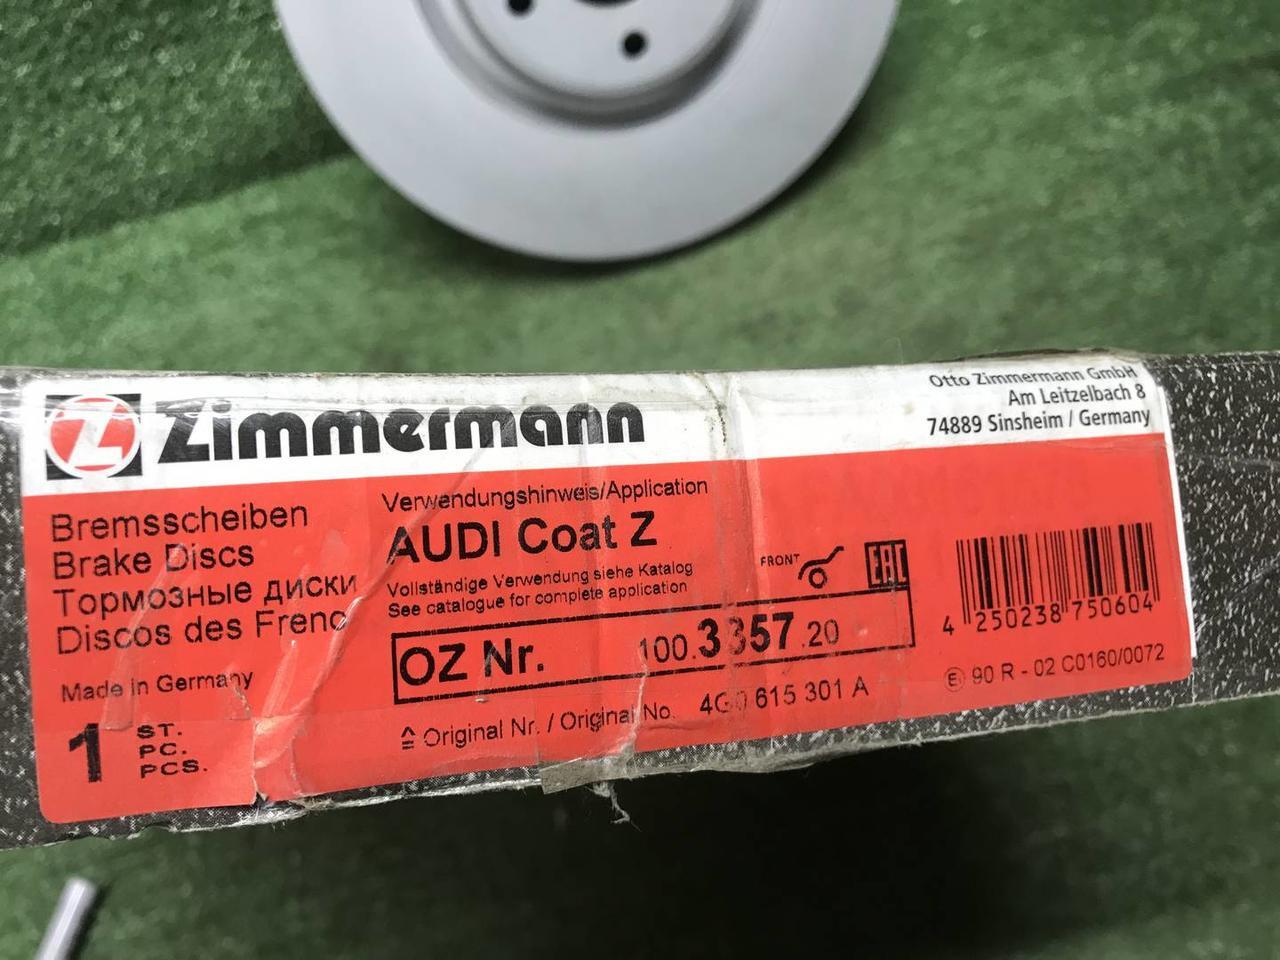 Zimmermann
Otto Zimmermann GmbH
Am Leitzelbach 8
74889 Sinsheim / Germany
Bremsscheiben
Brake Discs
Тормозные диски
Discos des Freno
Made in Germany
1 ST.
PC.
PCS.
Verwendungshinweis/Application
AUDI Coat Z
Vollständige Verwendung siehe Katalog
See catalogue for complete application
FRONT
EAC
OZ Nr. 100.3357.20
≙ Original Nr. / Original No. 4G0 615 301 A
4 250238 750604
E1 90 R - 02 C0160/0072